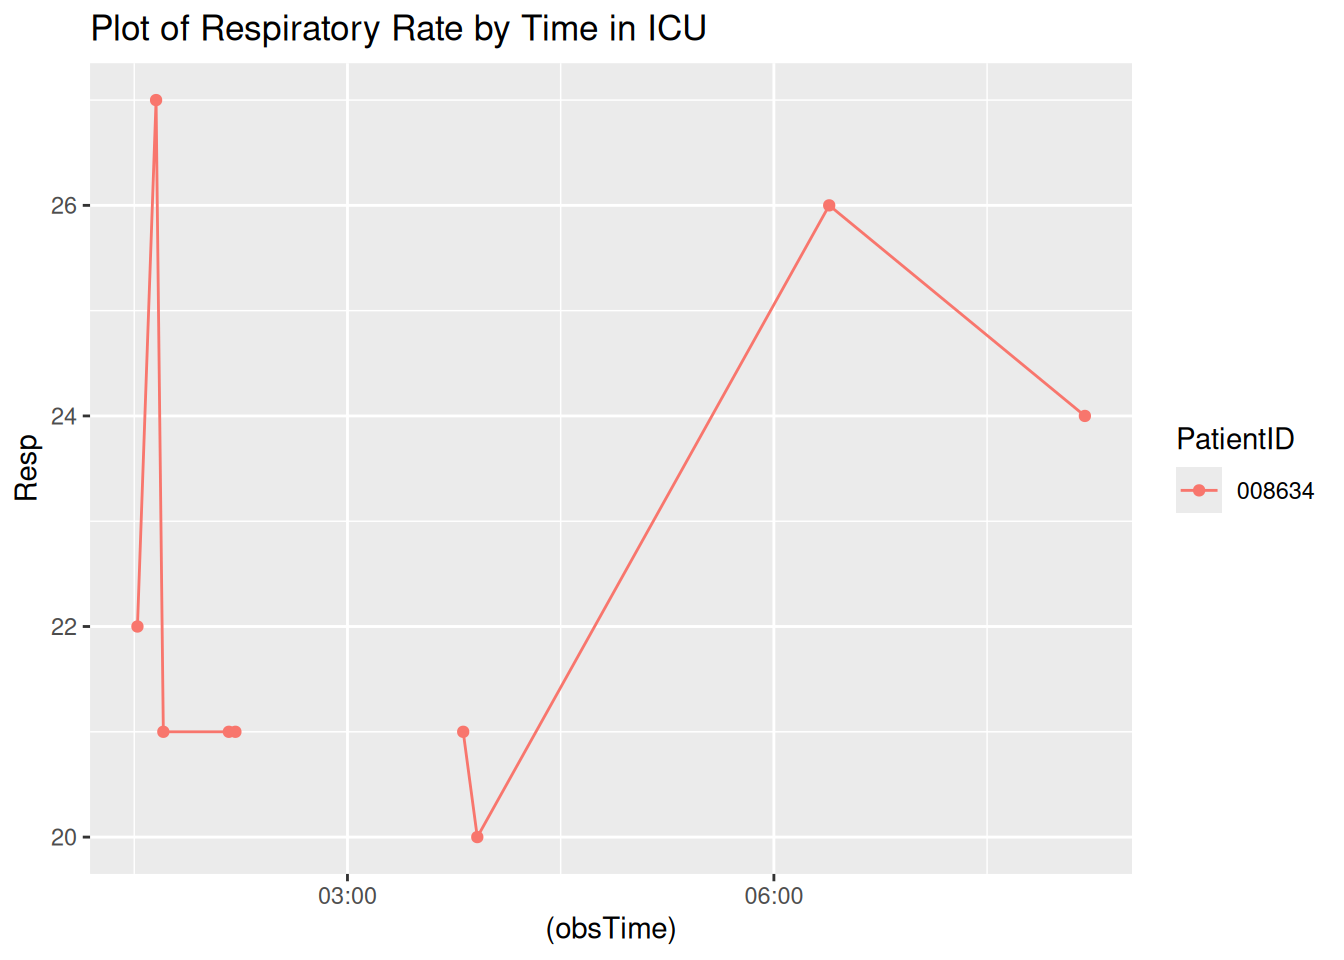 Plot of Respiratory Rate by Time in ICU
Resp
26
24
22
20
03:00
06:00
(obsTime)
PatientID
008634